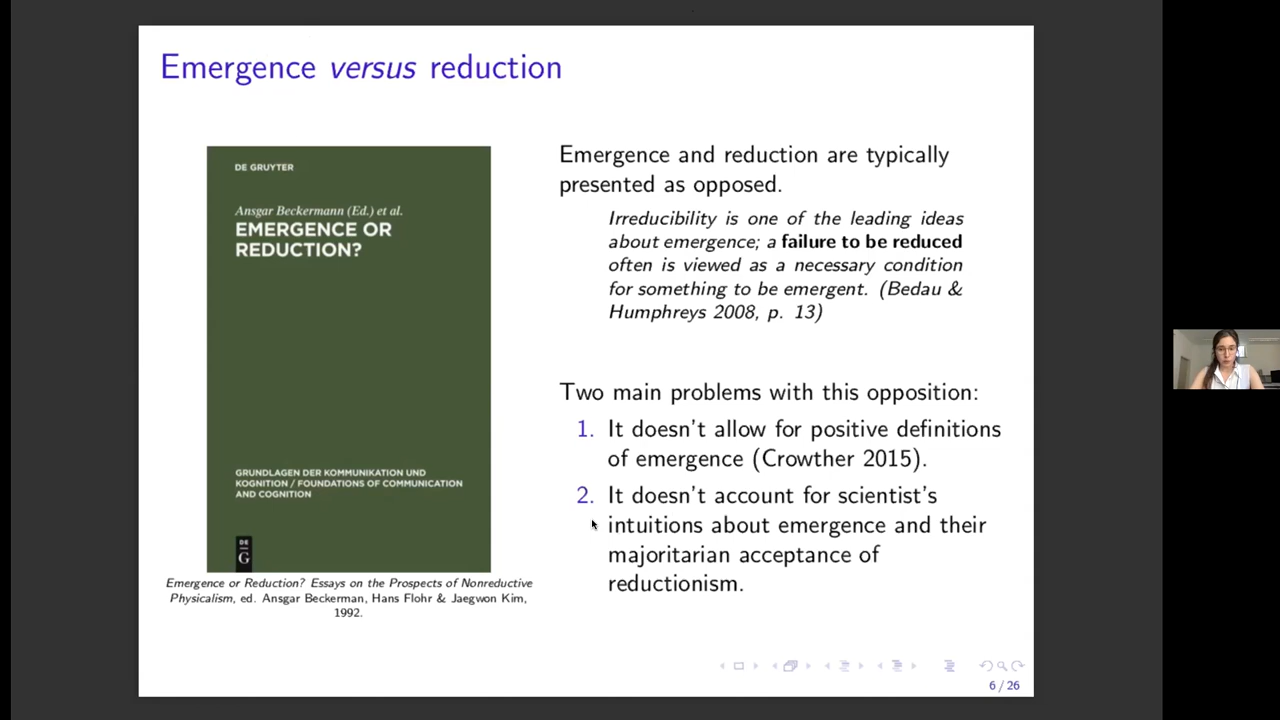 Emergence versus reduction
DE GRUYTER
Ansgar Beckermann (Ed.) et al.
EMERGENCE OR
REDUCTION?
GRUNDLAGEN DER KOMMUNIKATION UND
KOGNITION / FOUNDATIONS OF COMMUNICATION
AND COGNITION
DE
G
Emergence or Reduction? Essays on the Prospects of Nonreductive
Physicalism, ed. Ansgar Beckerman, Hans Flohr & Jaegwon Kim,
1992.
Emergence and reduction are typically
presented as opposed.
Irreducibility is one of the leading ideas
about emergence; a failure to be reduced
often is viewed as a necessary condition
for something to be emergent. (Bedau &
Humphreys 2008, p. 13)
Two main problems with this opposition:
1. It doesn't allow for positive definitions
of emergence (Crowther 2015).
2. It doesn't account for scientist's
intuitions about emergence and their
majoritarian acceptance of
reductionism.
6 / 26